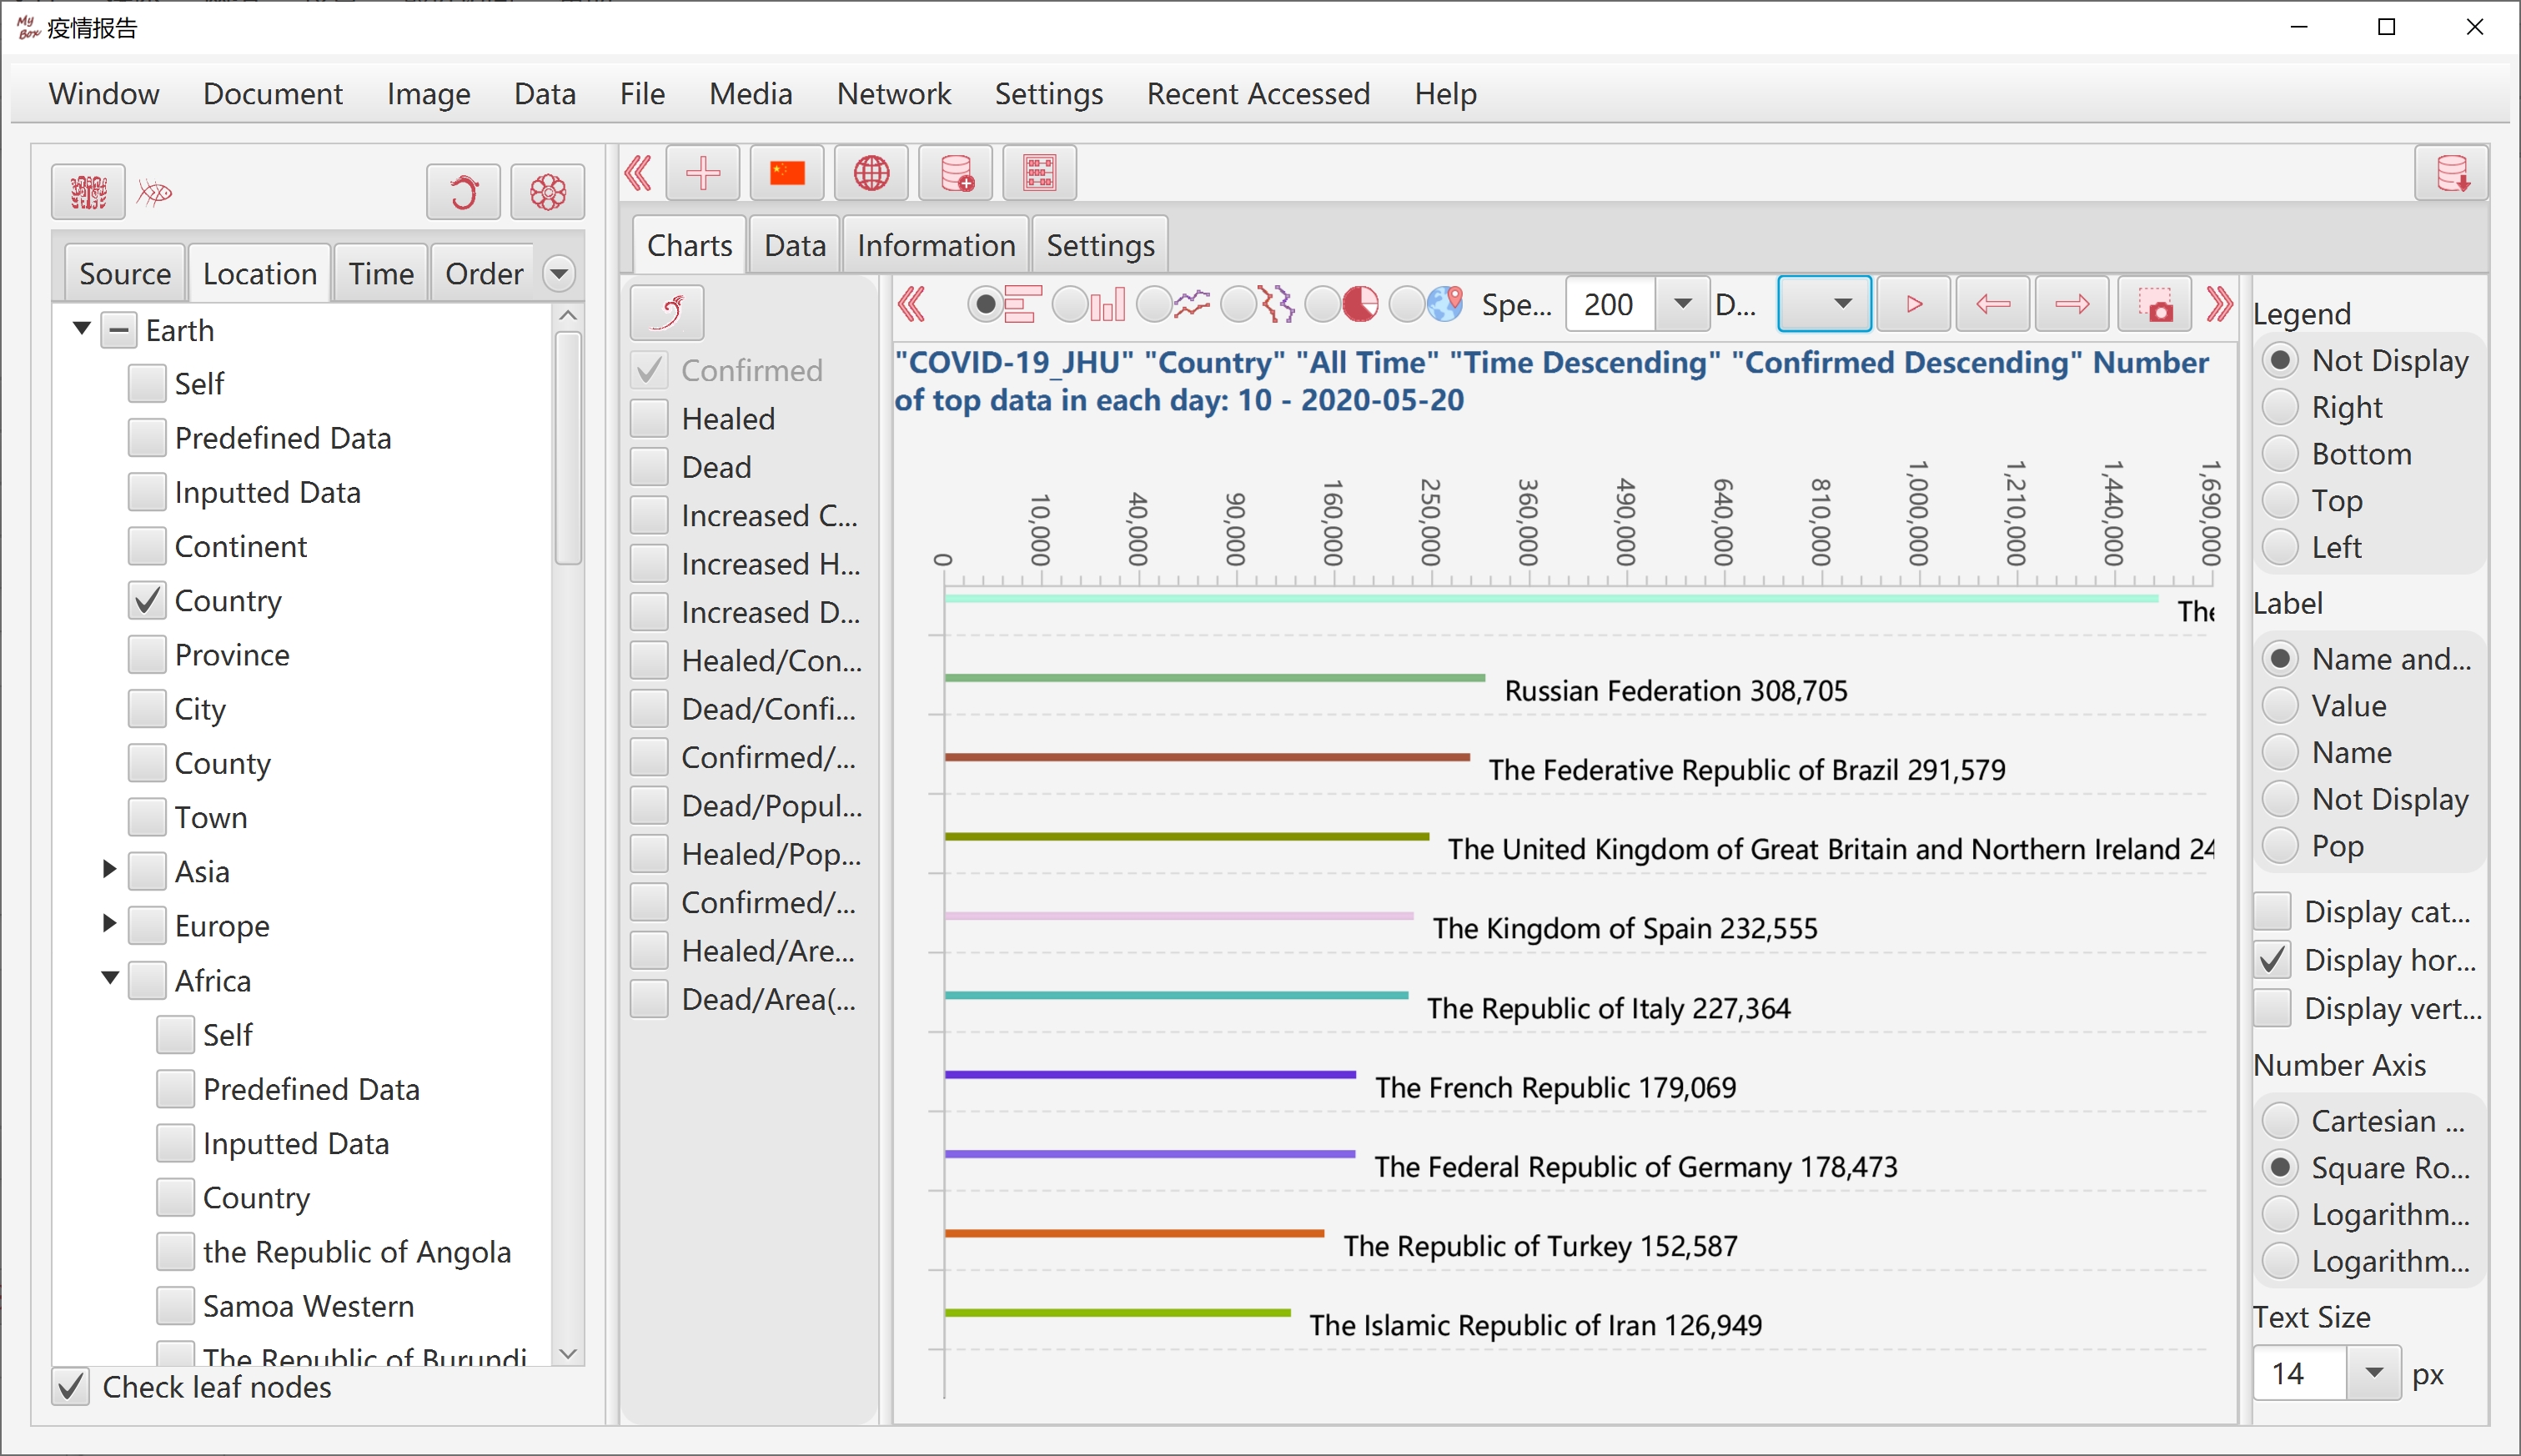 My Box 疫情报告
Window Document Image Data File Media Network Settings Recent Accessed Help
Source Location Time Order
Earth
Self
Predefined Data
Inputted Data
Continent
Country
Province
City
County
Town
Asia
Europe
Africa
Self
Predefined Data
Inputted Data
Country
the Republic of Angola
Samoa Western
The Republic of Burundi
Check leaf nodes
Charts Data Information Settings
Confirmed
Healed
Dead
Increased C...
Increased H...
Increased D...
Healed/Con...
Dead/Confi...
Confirmed/...
Dead/Popul...
Healed/Pop...
Confirmed/...
Healed/Are...
Dead/Area(...
Spe... 200 D...
"COVID-19_JHU" "Country" "All Time" "Time Descending" "Confirmed Descending" Number
of top data in each day: 10 - 2020-05-20
0 10,000 40,000 90,000 160,000 250,000 360,000 490,000 640,000 810,000 1,000,000 1,210,000 1,440,000 1,690,000
The
Russian Federation 308,705
The Federative Republic of Brazil 291,579
The United Kingdom of Great Britain and Northern Ireland 24
The Kingdom of Spain 232,555
The Republic of Italy 227,364
The French Republic 179,069
The Federal Republic of Germany 178,473
The Republic of Turkey 152,587
The Islamic Republic of Iran 126,949
Legend
Not Display
Right
Bottom
Top
Left
Label
Name and...
Value
Name
Not Display
Pop
Display cat...
Display hor...
Display vert...
Number Axis
Cartesian ...
Square Ro...
Logarithm...
Logarithm...
Text Size
14 px